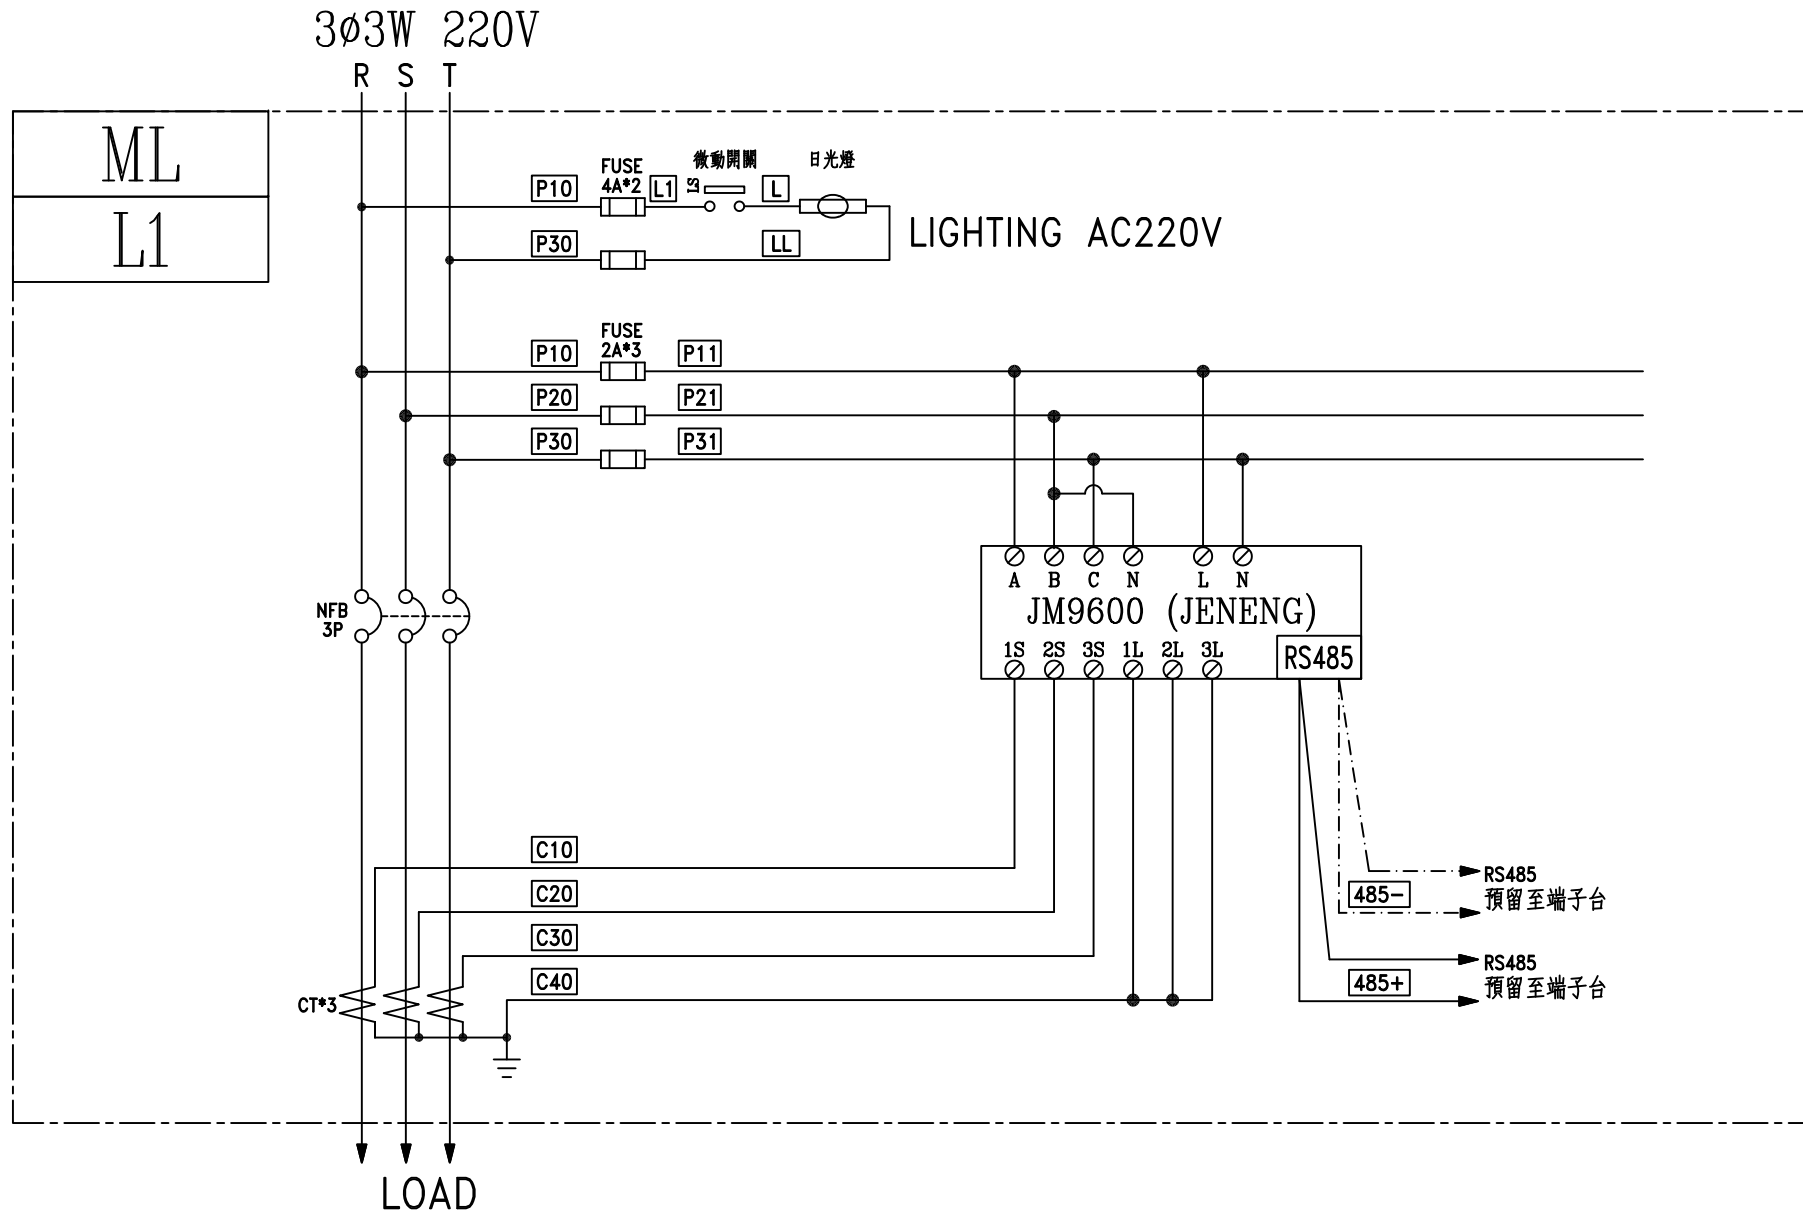 3ø3W 220V
R S T
ML
L1
FUSE
4A*2
微動開關
日光燈
P10
L1
LS
L
P30
LL
LIGHTING AC220V
FUSE
2A*3
P10
P11
P20
P21
P30
P31
NFB
3P
A B C N L N
JM9600 (JENENG)
1S 2S 3S 1L 2L 3L
RS485
C10
C20
C30
C40
CT*3
485-
RS485
預留至端子台
485+
RS485
預留至端子台
LOAD